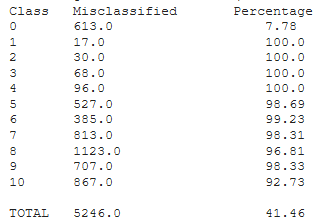 Class Misclassified Percentage
0 613.0 7.78
1 17.0 100.0
2 30.0 100.0
3 68.0 100.0
4 96.0 100.0
5 527.0 98.69
6 385.0 99.23
7 813.0 98.31
8 1123.0 96.81
9 707.0 98.33
10 867.0 92.73
TOTAL 5246.0 41.46